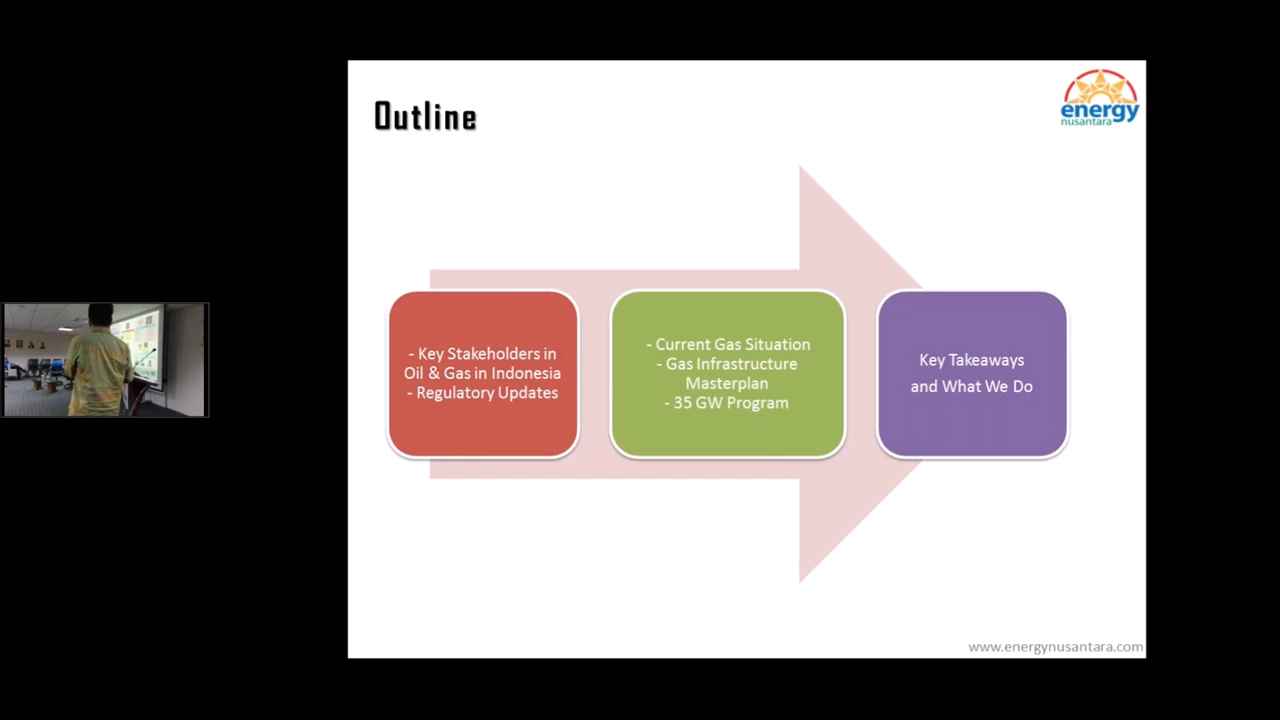 Outline
energy
nusantara
- Key Stakeholders in
Oil & Gas in Indonesia
- Regulatory Updates
- Current Gas Situation
- Gas Infrastructure
Masterplan
- 35 GW Program
Key Takeaways
and What We Do
www.energynusantara.com